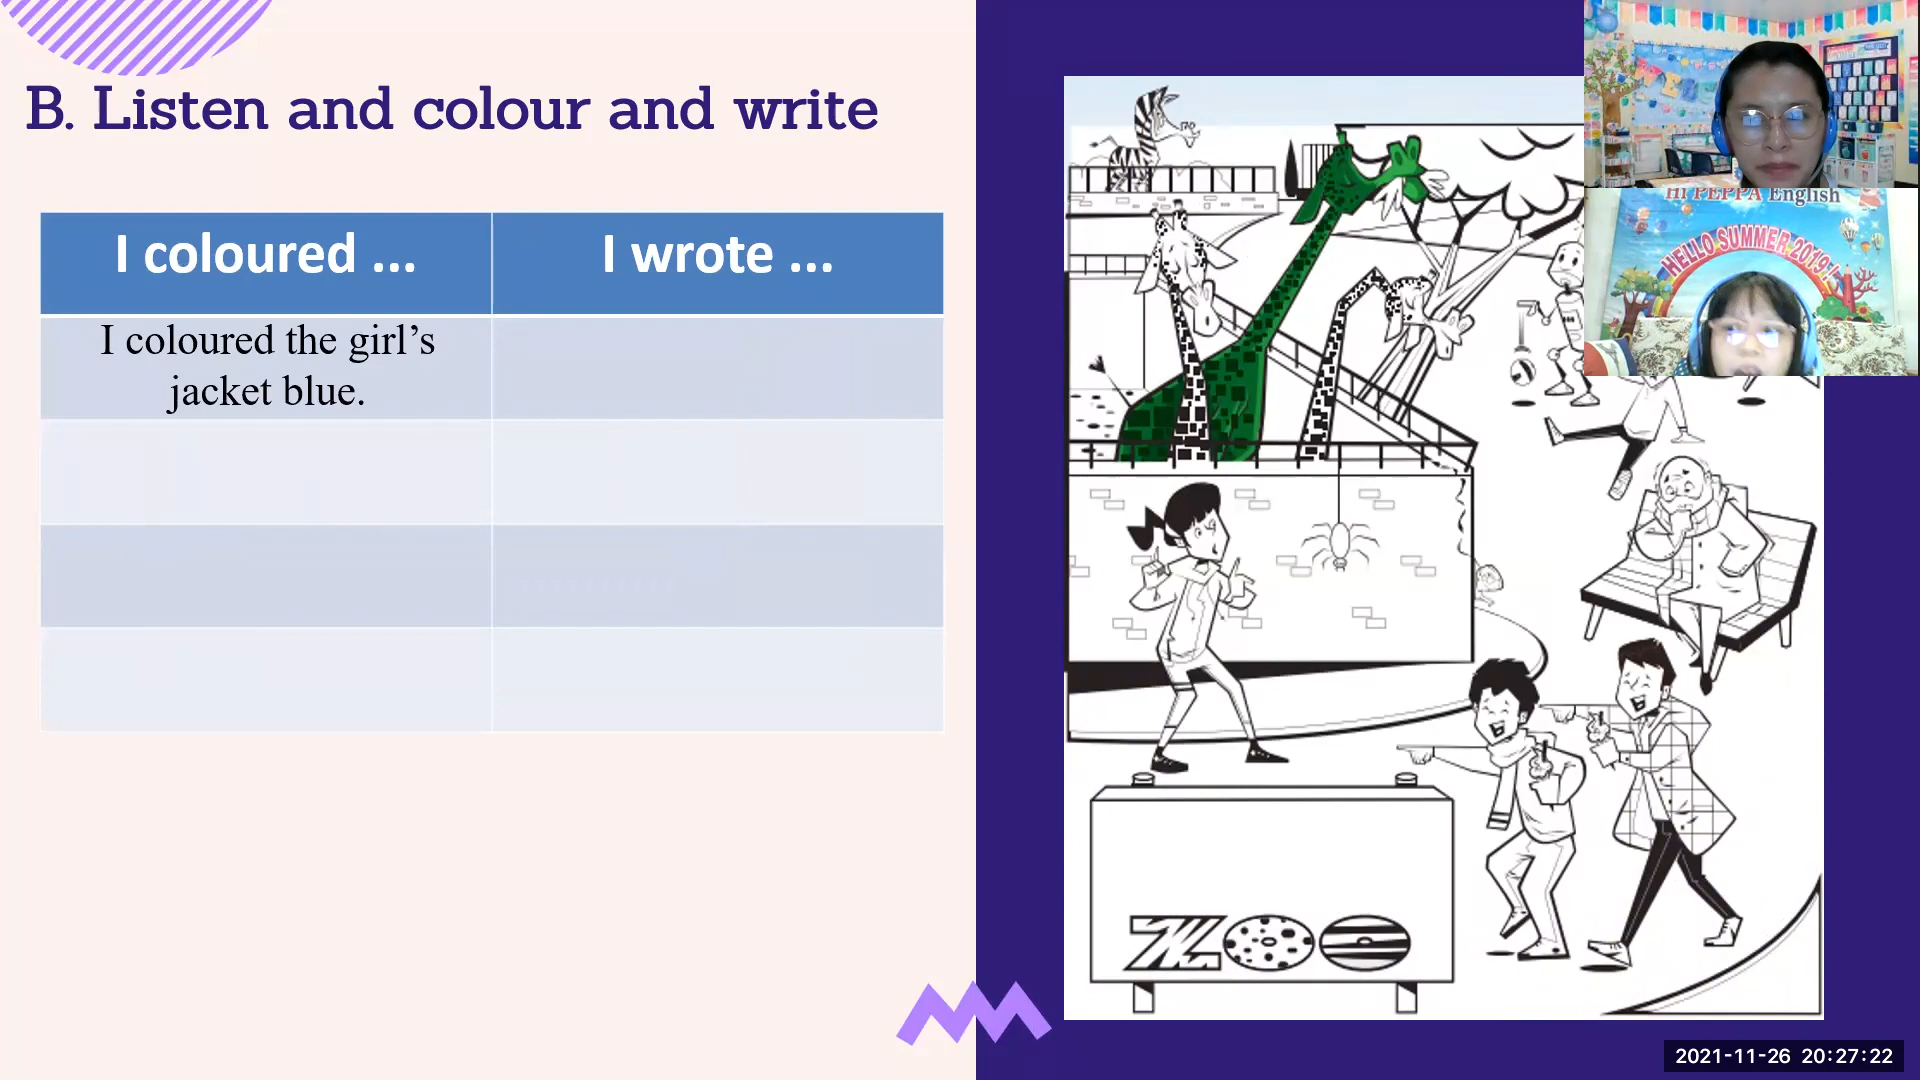 B. Listen and colour and write
I coloured ...
I wrote ...
I coloured the girl's
jacket blue.
ZOO
Hi PEPPA English
HELLO SUMMER 2019!
2021-11-26 20:27:22